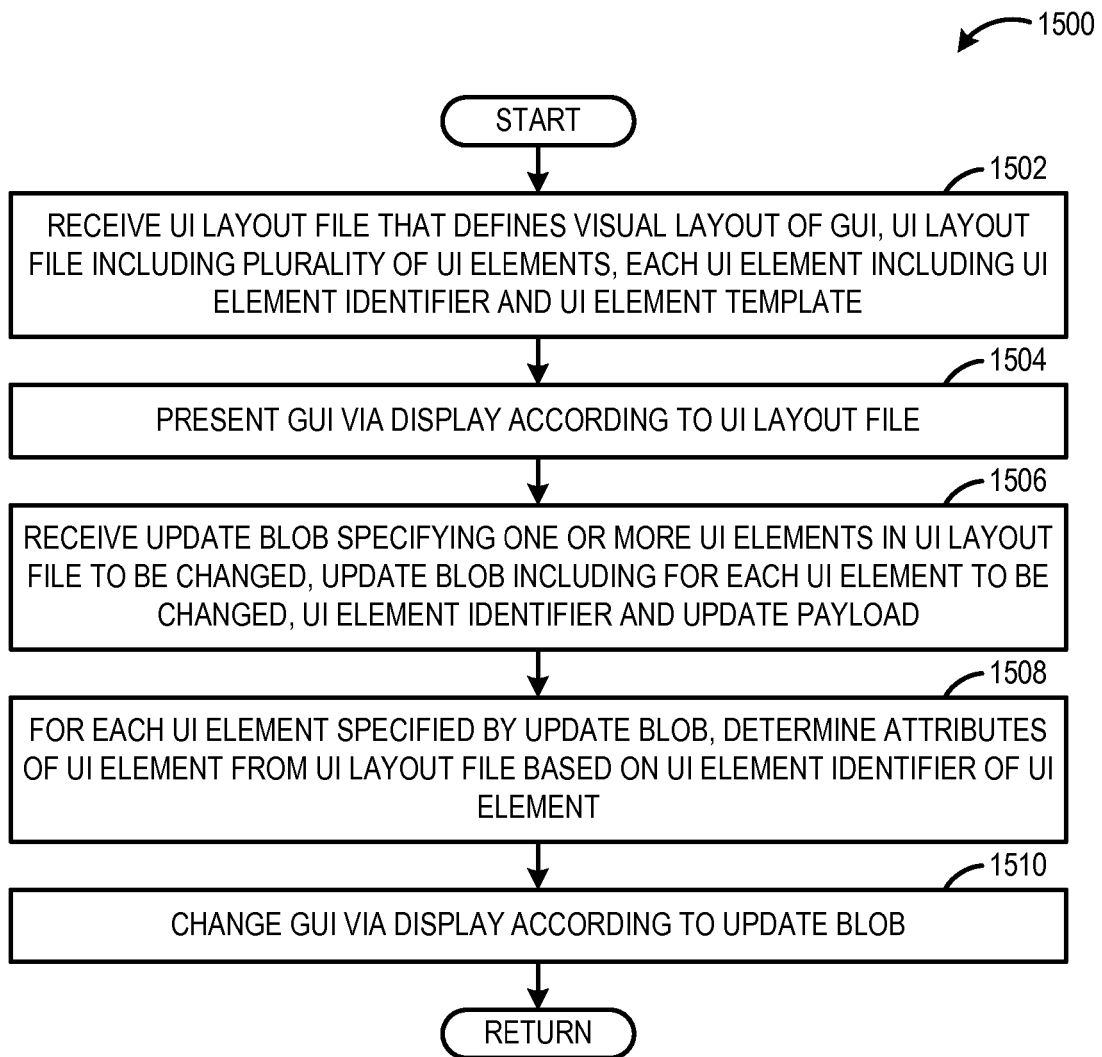 1500
START
1502
RECEIVE UI LAYOUT FILE THAT DEFINES VISUAL LAYOUT OF GUI, UI LAYOUT
FILE INCLUDING PLURALITY OF UI ELEMENTS, EACH UI ELEMENT INCLUDING UI
ELEMENT IDENTIFIER AND UI ELEMENT TEMPLATE
1504
PRESENT GUI VIA DISPLAY ACCORDING TO UI LAYOUT FILE
1506
RECEIVE UPDATE BLOB SPECIFYING ONE OR MORE UI ELEMENTS IN UI LAYOUT
FILE TO BE CHANGED, UPDATE BLOB INCLUDING FOR EACH UI ELEMENT TO BE
CHANGED, UI ELEMENT IDENTIFIER AND UPDATE PAYLOAD
1508
FOR EACH UI ELEMENT SPECIFIED BY UPDATE BLOB, DETERMINE ATTRIBUTES
OF UI ELEMENT FROM UI LAYOUT FILE BASED ON UI ELEMENT IDENTIFIER OF UI
ELEMENT
1510
CHANGE GUI VIA DISPLAY ACCORDING TO UPDATE BLOB
RETURN